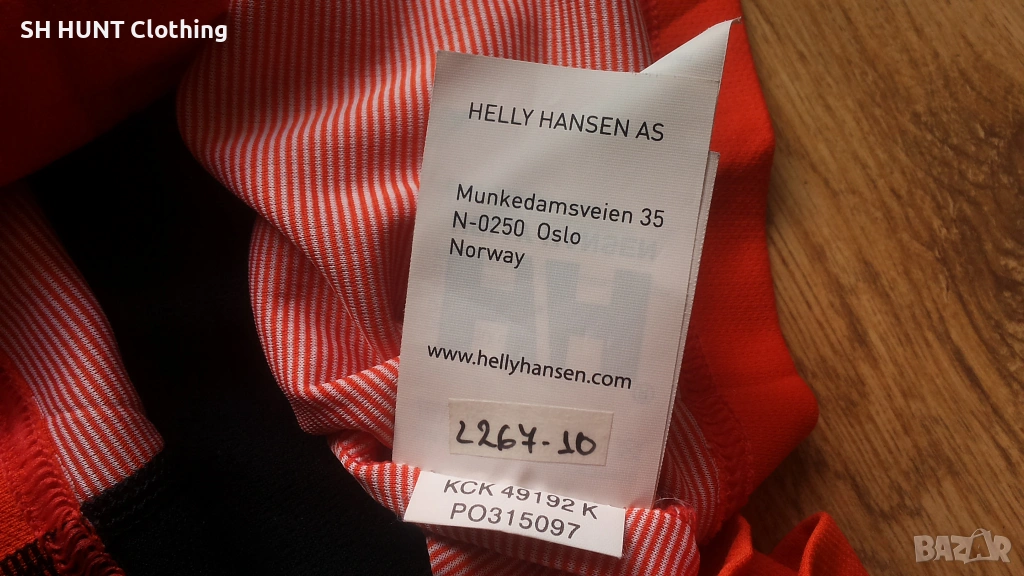 SH HUNT Clothing
HELLY HANSEN AS
Munkedamsveien 35
N-0250 Oslo
Norway
www.hellyhansen.com
2267-10
KCK 49192 K
PO315097
BAZAR